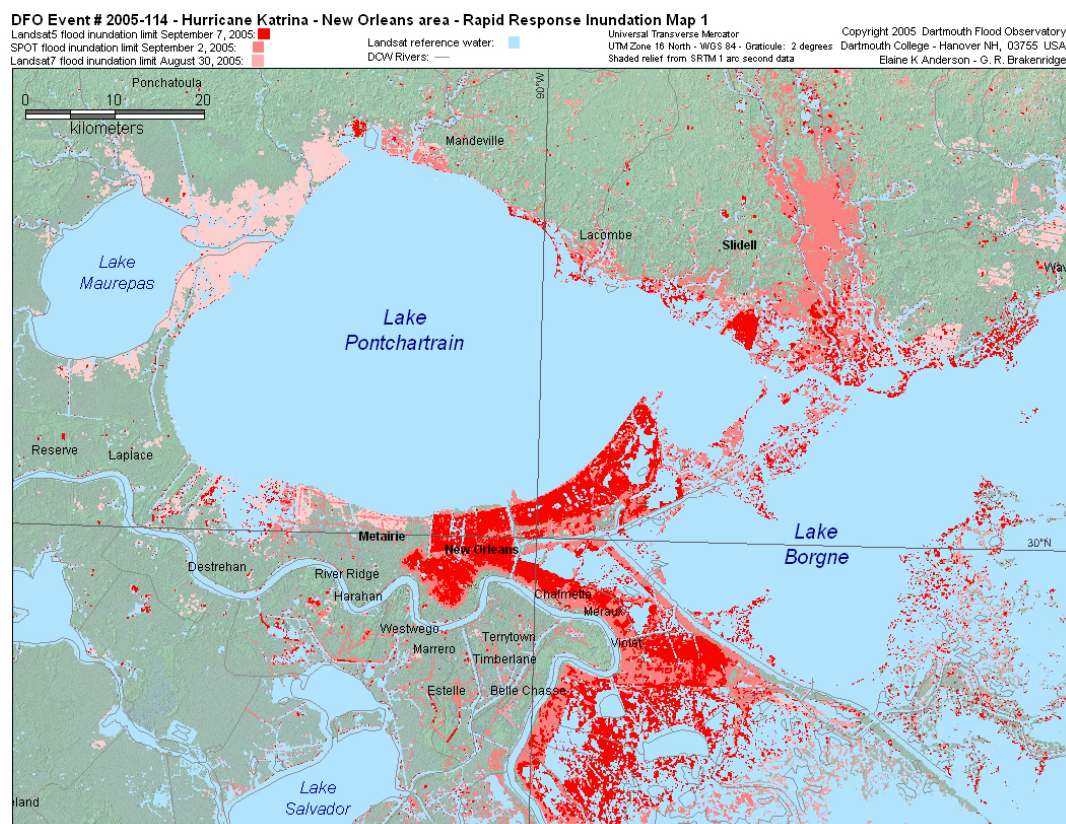 DFO Event # 2005-114 - Hurricane Katrina - New Orleans area - Rapid Response Inundation Map 1
Landsat5 flood inundation limit September 7, 2005:
SPOT flood inundation limit September 2, 2005:
Landsat7 flood inundation limit August 30, 2005:
Landsat reference water:
DCW Rivers:
Universal Transverse Mercator
UTM Zone 16 North - WGS 84 - Graticule: 2 degrees
Shaded relief from SRTM 1 arc second data
Copyright 2005 Dartmouth Flood Observatory
Dartmouth College - Hanover NH, 03755 USA
Elaine K Anderson - G. R. Brakenridge
Ponchatoula
90°W
0 10 20
kilometers
Mandeville
Lacombe
Slidell
Lake
Maurepas
Wav
Lake
Pontchartrain
Reserve
Laplace
Metairie
New Orleans
Lake
Borgne
30°N
Destrehan
River Ridge
Harahan
Chalmette
Meraux
Westwego
Terrytown
Marrero
Violet
Timberlane
Estelle
Belle Chasse
Lake
Salvador
eland